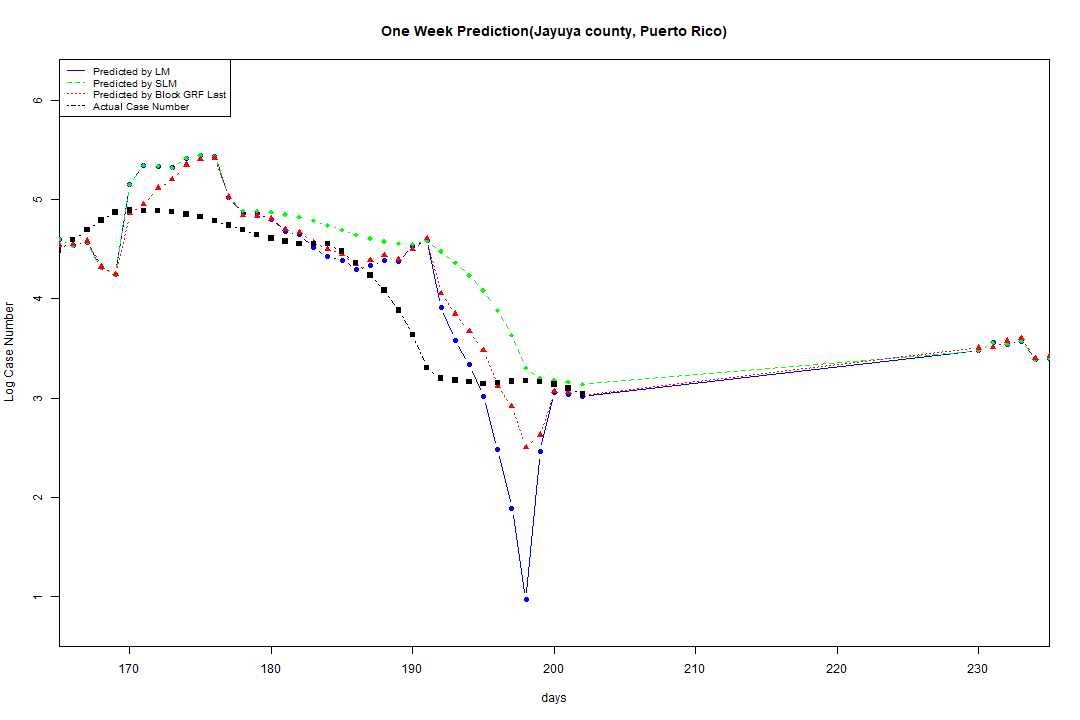 One Week Prediction(Jayuya county, Puerto Rico)
Predicted by LM
Predicted by SLM
Predicted by Block GRF Last
Actual Case Number
Log Case Number
6
5
4
3
2
1
170 180 190 200 210 220 230
days